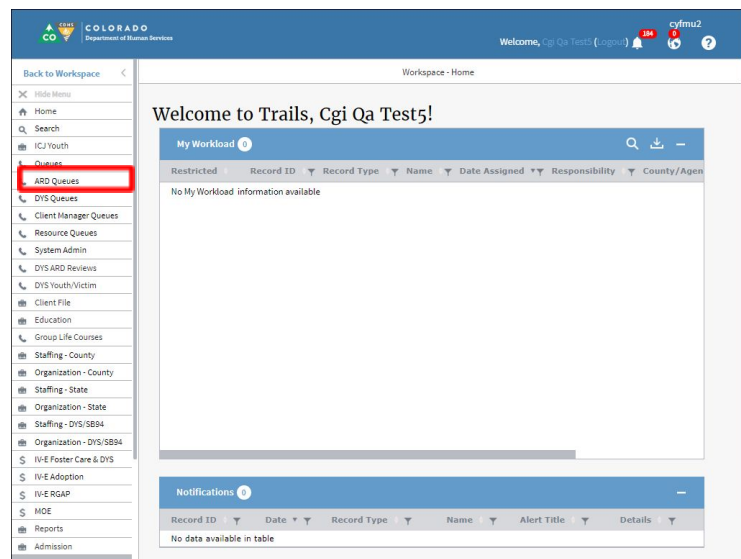 cyfmu2
CDHS
CO
COLORADO
Department of Human Services
Welcome, Cgi Qa Test5 (Logout)
184
0
?
Back to Workspace
Workspace - Home
Hide Menu
Home
Search
ICJ Youth
Queues
ARD Queues
DYS Queues
Client Manager Queues
Resource Queues
System Admin
DYS ARD Reviews
DYS Youth/Victim
Client File
Education
Group Life Courses
Staffing - County
Organization - County
Staffing - State
Organization - State
Staffing - DYS/SB94
Organization - DYS/SB94
IV-E Foster Care & DYS
IV-E Adoption
IV-E RGAP
MOE
Reports
Admission
Welcome to Trails, Cgi Qa Test5!
My Workload 0
Restricted Record ID Record Type Name Date Assigned Responsibility County/Agen
No My Workload information available
Notifications 0
Record ID Date Record Type Name Alert Title Details
No data available in table